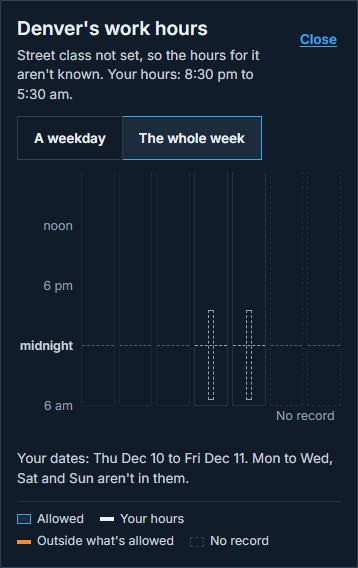 Denver's work hours
Close
Street class not set, so the hours for it
aren't known. Your hours: 8:30 pm to
5:30 am.
A weekday
The whole week
noon
6 pm
midnight
6 am
No record
Your dates: Thu Dec 10 to Fri Dec 11. Mon to Wed,
Sat and Sun aren't in them.
Allowed
Your hours
Outside what's allowed
No record